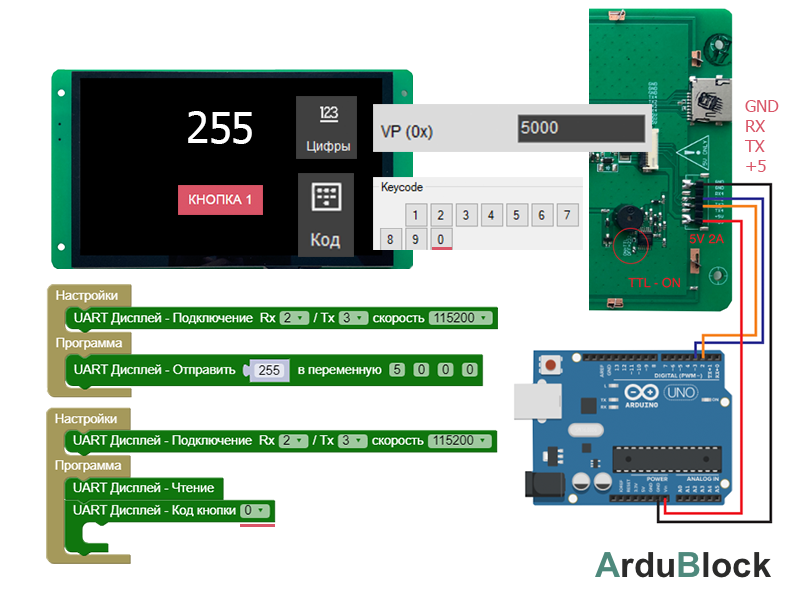 255
123
Цифры
КНОПКА 1
Код
VP (0x)
5000
Keycode
1 2 3 4 5 6 7
8 9 0
GND
RX
TX
+5
5V ONLY
5V 2A
TTL - ON
Настройки
UART Дисплей - Подключение Rx 2 / Tx 3 скорость 115200
Программа
UART Дисплей - Отправить 255 в переменную 5 0 0 0
Настройки
UART Дисплей - Подключение Rx 2 / Tx 3 скорость 115200
Программа
UART Дисплей - Чтение
UART Дисплей - Код кнопки 0
DIGITAL (PWM~)
UNO
ARDUINO
POWER
ANALOG IN
ArduBlock